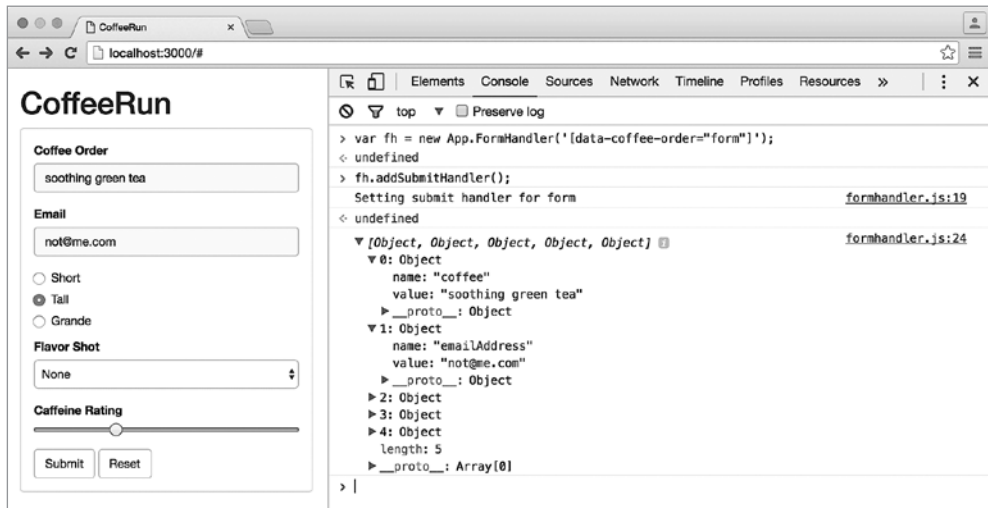 CoffeeRun
localhost:3000/#
CoffeeRun
Coffee Order
soothing green tea
Email
not@me.com
Short
Tall
Grande
Flavor Shot
None
Caffeine Rating
Submit Reset
Elements Console Sources Network Timeline Profiles Resources »
top ▼ Preserve log
> var fh = new App.FormHandler('[data-coffee-order="form"]');
undefined
> fh.addSubmitHandler();
Setting submit handler for form formhandler.js:19
undefined
▼[Object, Object, Object, Object, Object] formhandler.js:24
▼0: Object
name: "coffee"
value: "soothing green tea"
▶__proto__: Object
▼1: Object
name: "emailAddress"
value: "not@me.com"
▶__proto__: Object
▶2: Object
▶3: Object
▶4: Object
length: 5
▶__proto__: Array[0]
>